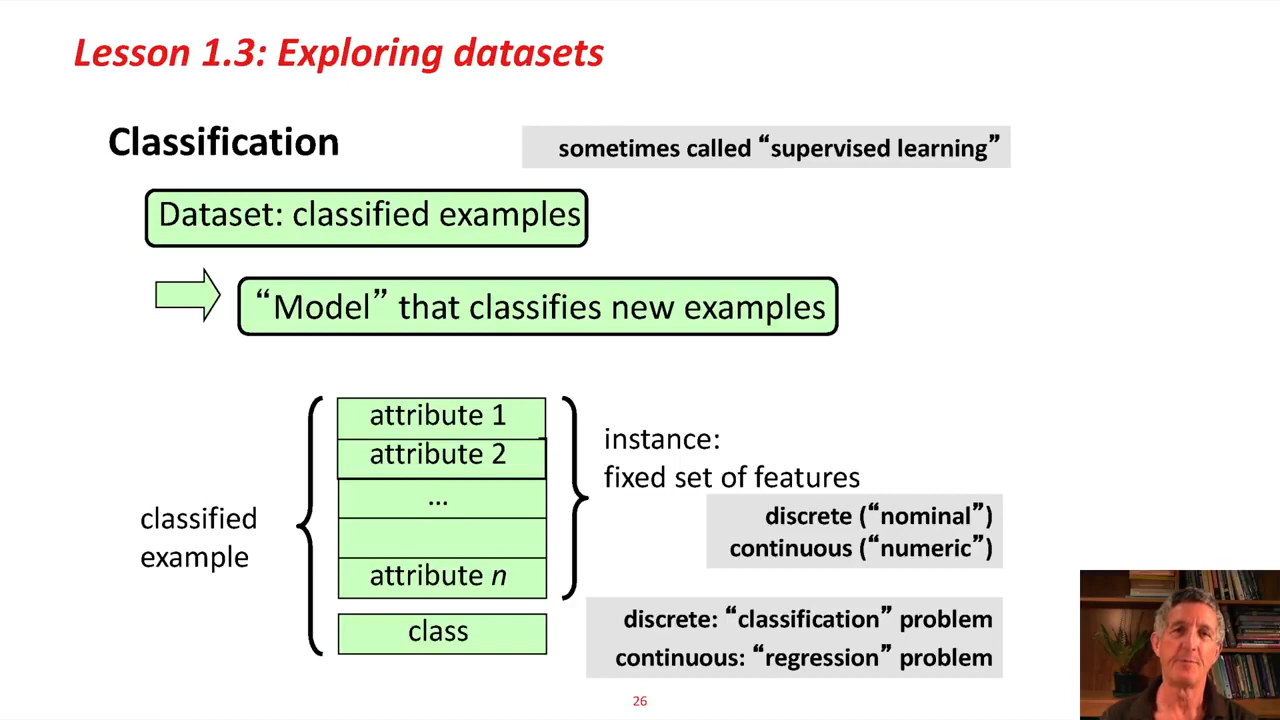 Lesson 1.3: Exploring datasets
Classification
sometimes called “supervised learning”
Dataset: classified examples
“Model” that classifies new examples
attribute 1
attribute 2
...
attribute n
class
classified
example
instance:
fixed set of features
discrete (“nominal”)
continuous (“numeric”)
discrete: “classification” problem
continuous: “regression” problem
26